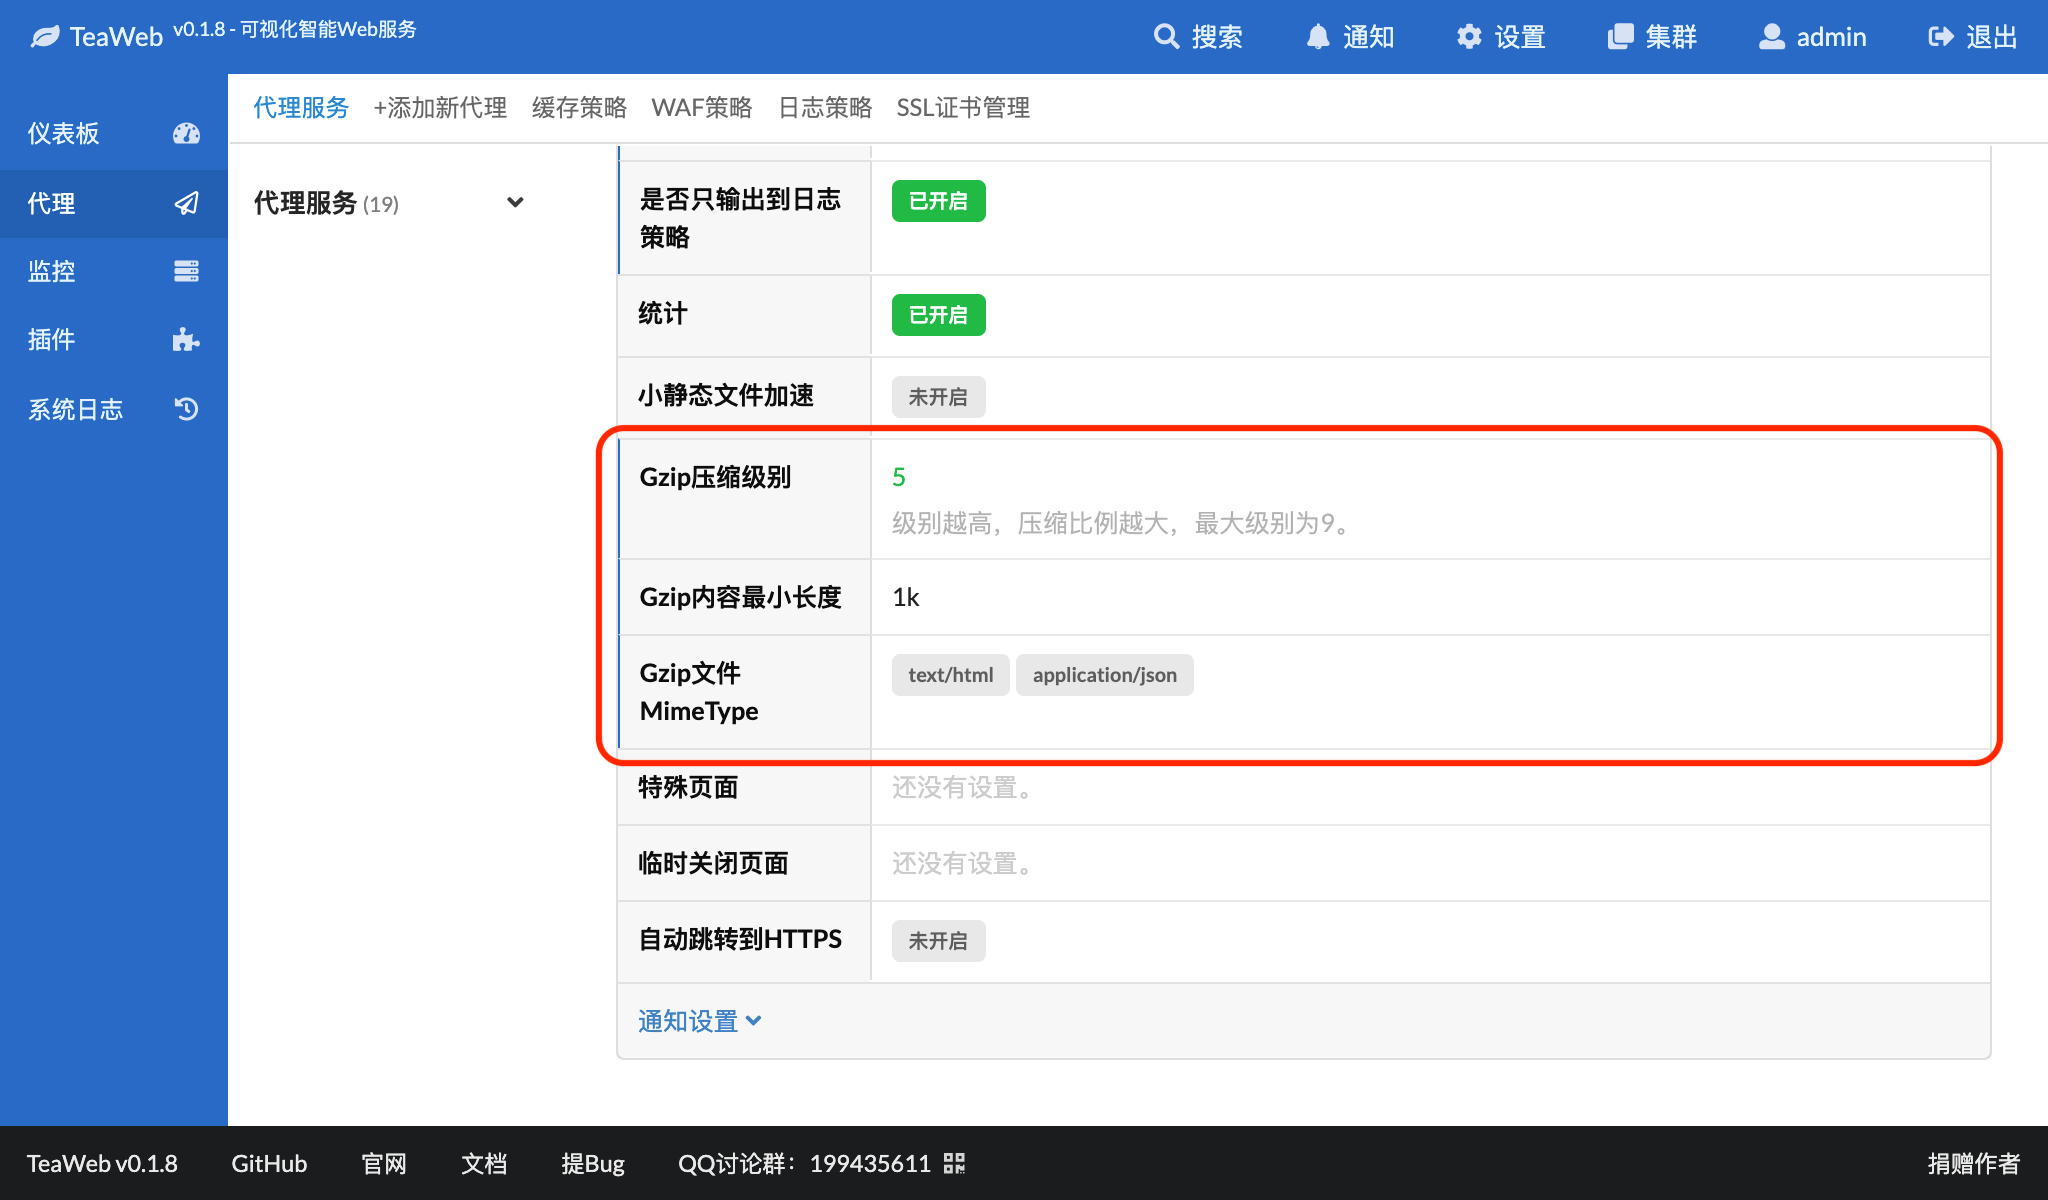 TeaWeb v0.1.8 - 可视化智能Web服务
搜索 通知 设置 集群 admin 退出
仪表板
代理
监控
插件
系统日志
代理服务 +添加新代理 缓存策略 WAF策略 日志策略 SSL证书管理
代理服务 (19)
是否只输出到日志
策略
已开启
统计
已开启
小静态文件加速
未开启
Gzip压缩级别
5
级别越高，压缩比例越大，最大级别为9。
Gzip内容最小长度
1k
Gzip文件
MimeType
text/html application/json
特殊页面
还没有设置。
临时关闭页面
还没有设置。
自动跳转到HTTPS
未开启
通知设置
TeaWeb v0.1.8 GitHub 官网 文档 提Bug QQ讨论群：199435611 捐赠作者